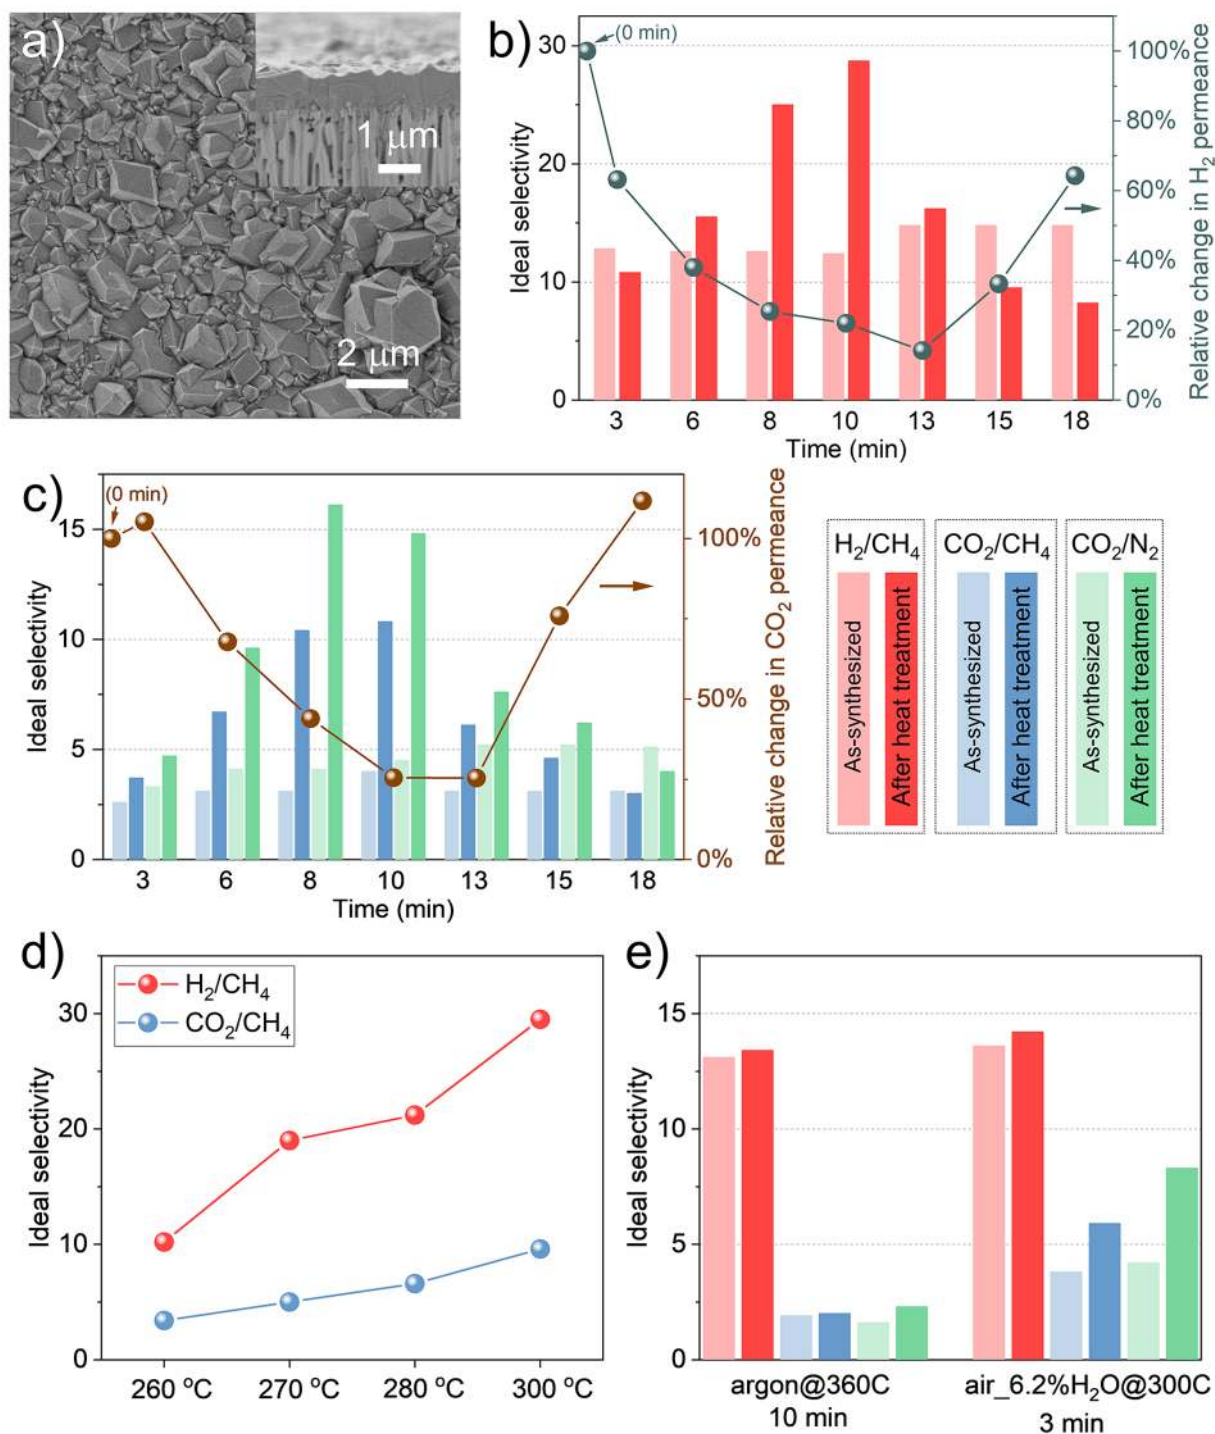 a)
1 μm
2 μm
b)
(0 min)
Ideal selectivity
30
20
10
0
3 6 8 10 13 15 18
Time (min)
100%
80%
60%
40%
20%
0%
Relative change in H₂ permeance
c)
(0 min)
Ideal selectivity
15
10
5
0
3 6 8 10 13 15 18
Time (min)
100%
50%
0%
Relative change in CO₂ permeance
H₂/CH₄
As-synthesized
After heat treatment
CO₂/CH₄
As-synthesized
After heat treatment
CO₂/N₂
As-synthesized
After heat treatment
d)
H₂/CH₄
CO₂/CH₄
Ideal selectivity
30
20
10
0
260 ºC 270 ºC 280 ºC 300 ºC
e)
Ideal selectivity
15
10
5
0
argon@360C
10 min
air_6.2%H₂O@300C
3 min